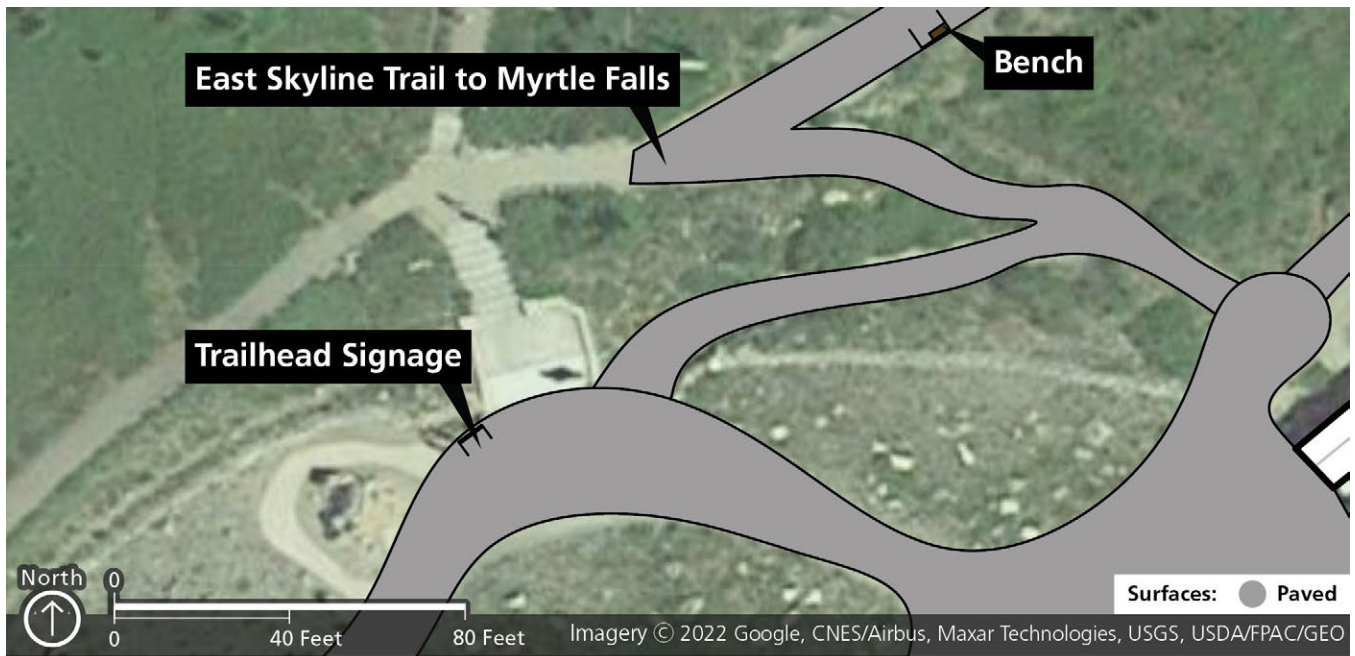 East Skyline Trail to Myrtle Falls
Bench
Trailhead Signage
North
0
0
40 Feet
80 Feet
Surfaces:
Paved
Imagery © 2022 Google, CNES/Airbus, Maxar Technologies, USGS, USDA/FPAC/GEO